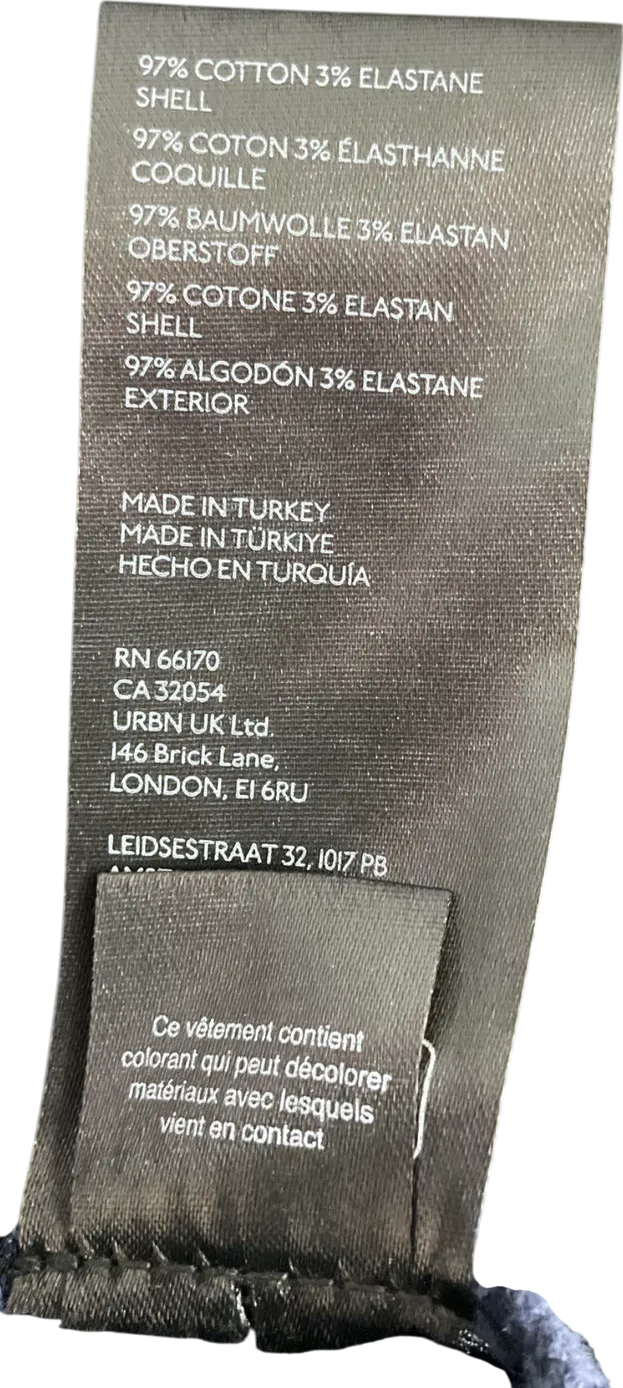 97% COTTON 3% ELASTANE
SHELL
97% COTON 3% ÉLASTHANNE
COQUILLE
97% BAUMWOLLE 3% ELASTAN
OBERSTOFF
97% COTONE 3% ELASTAN
SHELL
97% ALGODÓN 3% ELASTANE
EXTERIOR
MADE IN TURKEY
MADE IN TÜRKIYE
HECHO EN TURQUÍA
RN 66170
CA 32054
URBN UK Ltd.
146 Brick Lane,
LONDON, E1 6RU
LEIDSESTRAAT 32, 1017 PB
Ce vêtement contient
colorant qui peut décolorer
matériaux avec lesquels
vient en contact